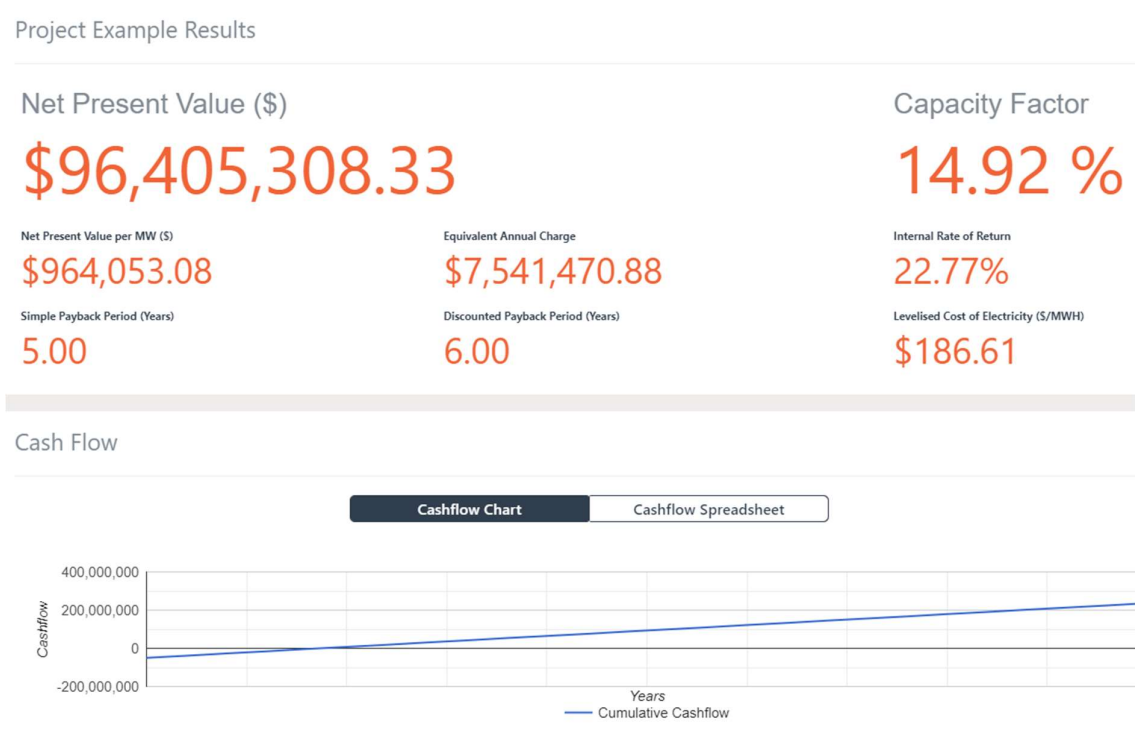 Project Example Results
Net Present Value ($)
Capacity Factor
$96,405,308.33
14.92 %
Net Present Value per MW ($)
Equivalent Annual Charge
Internal Rate of Return
$964,053.08
$7,541,470.88
22.77%
Simple Payback Period (Years)
Discounted Payback Period (Years)
Levelised Cost of Electricity ($/MWH)
5.00
6.00
$186.61
Cash Flow
Cashflow Chart
Cashflow Spreadsheet
400,000,000
200,000,000
0
-200,000,000
Cashflow
Years
Cumulative Cashflow